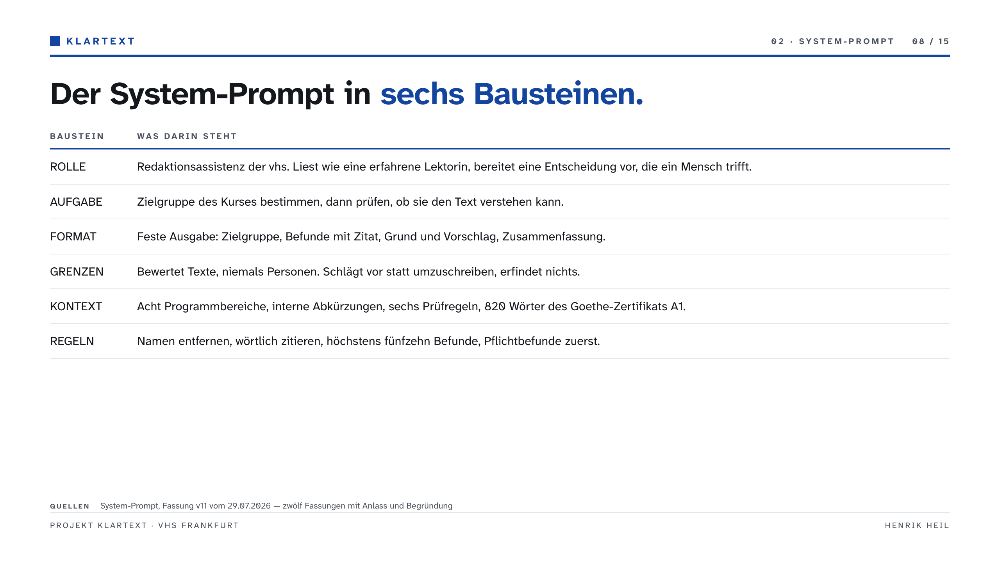 KLARTEXT
02 · SYSTEM-PROMPT 08 / 15
Der System-Prompt in sechs Bausteinen.
BAUSTEIN WAS DARIN STEHT
ROLLE Redaktionsassistenz der vhs. Liest wie eine erfahrene Lektorin, bereitet eine Entscheidung vor, die ein Mensch trifft.
AUFGABE Zielgruppe des Kurses bestimmen, dann prüfen, ob sie den Text verstehen kann.
FORMAT Feste Ausgabe: Zielgruppe, Befunde mit Zitat, Grund und Vorschlag, Zusammenfassung.
GRENZEN Bewertet Texte, niemals Personen. Schlägt vor statt umzuschreiben, erfindet nichts.
KONTEXT Acht Programmbereiche, interne Abkürzungen, sechs Prüfregeln, 820 Wörter des Goethe-Zertifikats A1.
REGELN Namen entfernen, wörtlich zitieren, höchstens fünfzehn Befunde, Pflichtbefunde zuerst.
QUELLEN System-Prompt, Fassung v11 vom 29.07.2026 — zwölf Fassungen mit Anlass und Begründung
PROJEKT KLARTEXT · VHS FRANKFURT HENRIK HEIL